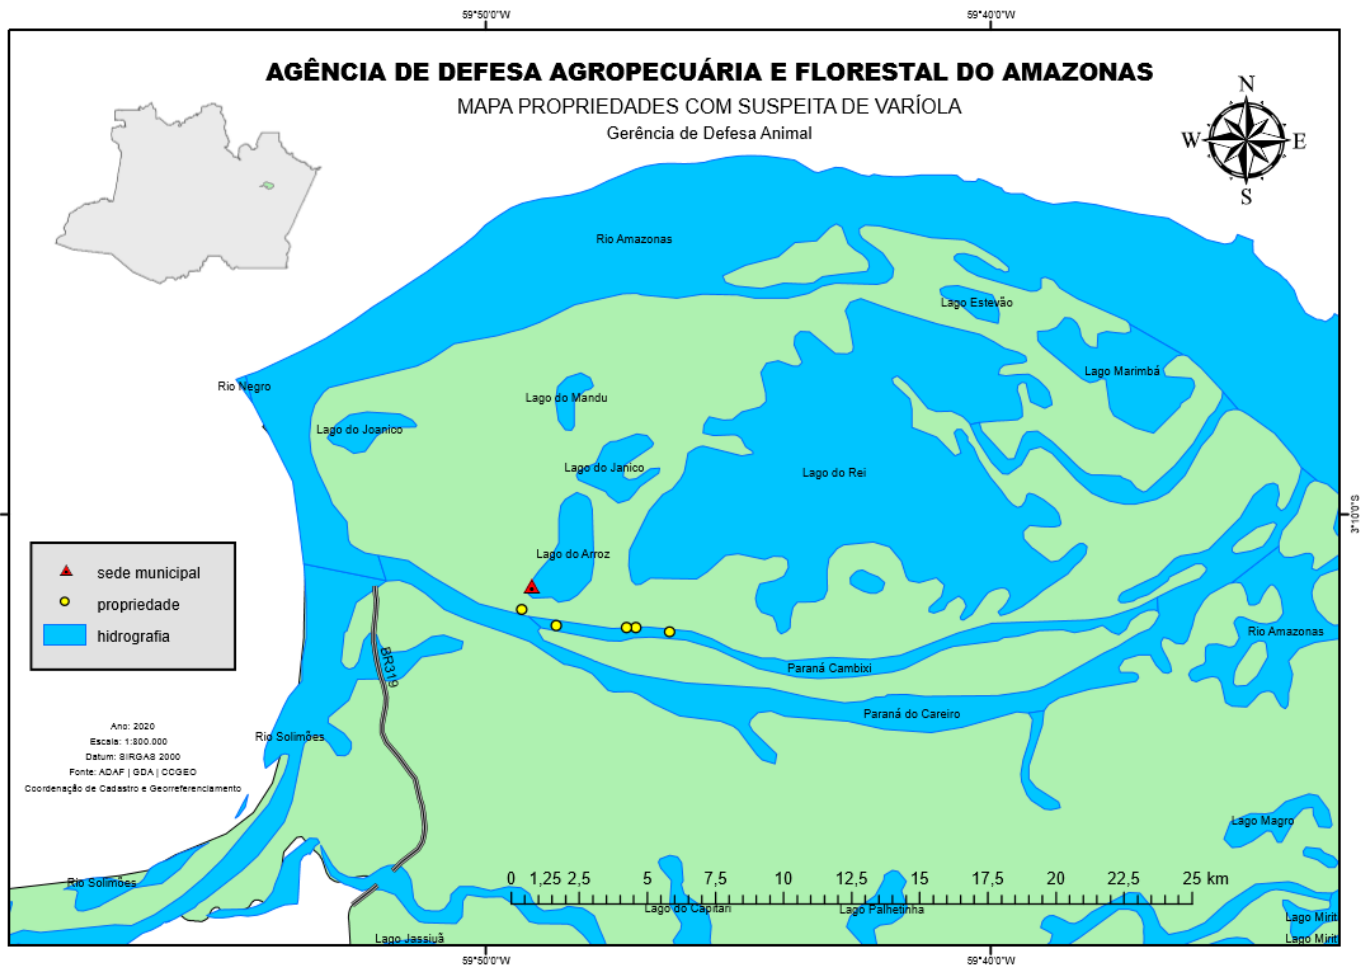 59°50'0"W
59°40'0"W
AGÊNCIA DE DEFESA AGROPECUÁRIA E FLORESTAL DO AMAZONAS
MAPA PROPRIEDADES COM SUSPEITA DE VARÍOLA
Gerência de Defesa Animal
N
W
E
S
Rio Amazonas
Lago Estevão
Lago Marimbá
Rio Negro
Lago do Mandu
Lago do Joanico
Lago do Janico
Lago do Rei
3°10'0"S
Lago do Arroz
sede municipal
propriedade
hidrografia
Rio Amazonas
BR319
Paraná Cambixi
Paraná do Careiro
Ano: 2020
Escala: 1:800.000
Datum: SIRGAS 2000
Fonte: ADAF | GDA | CCGEO
Coordenação de Cadastro e Georreferenciamento
Rio Solimões
Lago Magro
Rio Solimões
0 1,25 2,5 5 7,5 10 12,5 15 17,5 20 22,5 25 km
Lago do Capitari
Lago Palhetinha
Lago Miriti
Lago Jassiuã
Lago Miriti
59°50'0"W
59°40'0"W